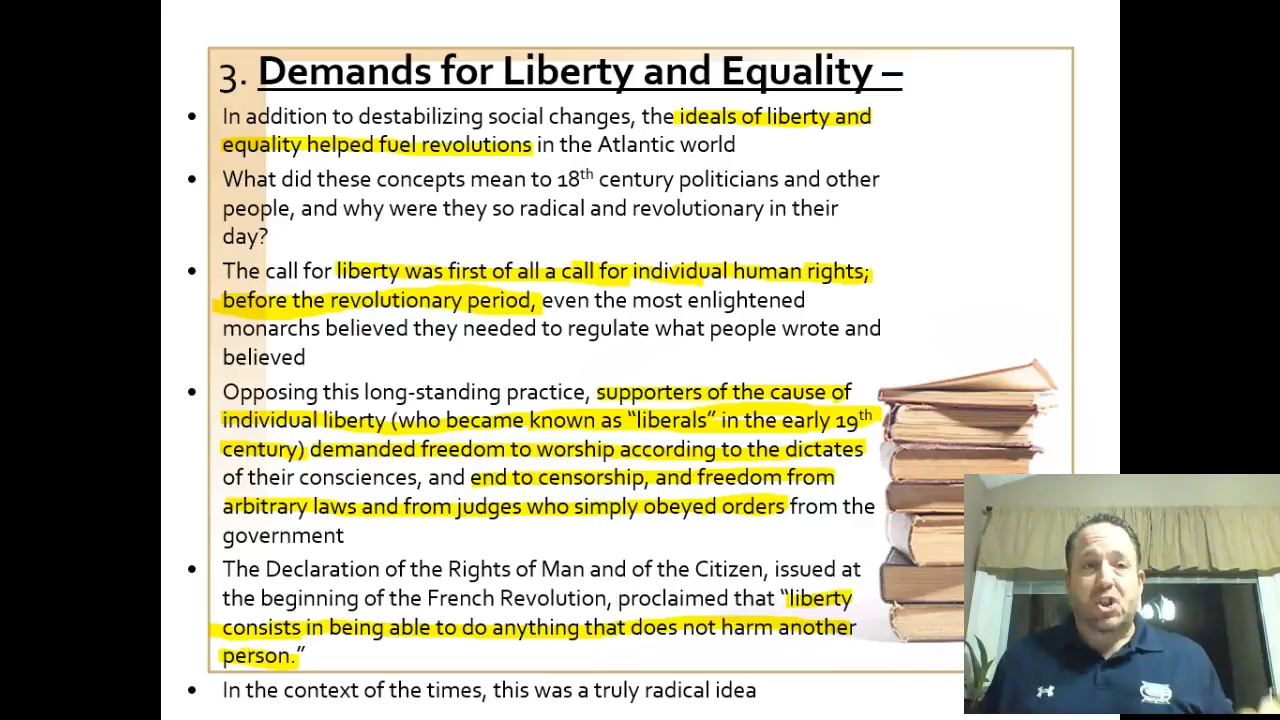 3. Demands for Liberty and Equality –
• In addition to destabilizing social changes, the ideals of liberty and
equality helped fuel revolutions in the Atlantic world
• What did these concepts mean to 18th century politicians and other
people, and why were they so radical and revolutionary in their
day?
• The call for liberty was first of all a call for individual human rights;
before the revolutionary period, even the most enlightened
monarchs believed they needed to regulate what people wrote and
believed
• Opposing this long-standing practice, supporters of the cause of
individual liberty (who became known as “liberals” in the early 19th
century) demanded freedom to worship according to the dictates
of their consciences, and end to censorship, and freedom from
arbitrary laws and from judges who simply obeyed orders from the
government
• The Declaration of the Rights of Man and of the Citizen, issued at
the beginning of the French Revolution, proclaimed that “liberty
consists in being able to do anything that does not harm another
person.”
• In the context of the times, this was a truly radical idea